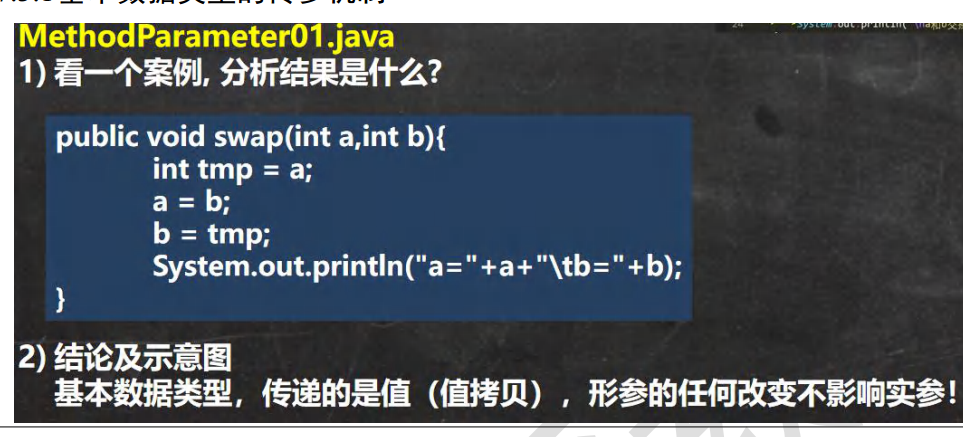 基本数据类型的传参机制
MethodParameter01.java
1) 看一个案例, 分析结果是什么?
public void swap(int a,int b){
int tmp = a;
a = b;
b = tmp;
System.out.println("a="+a+"\tb="+b);
}
2) 结论及示意图
基本数据类型，传递的是值（值拷贝），形参的任何改变不影响实参!